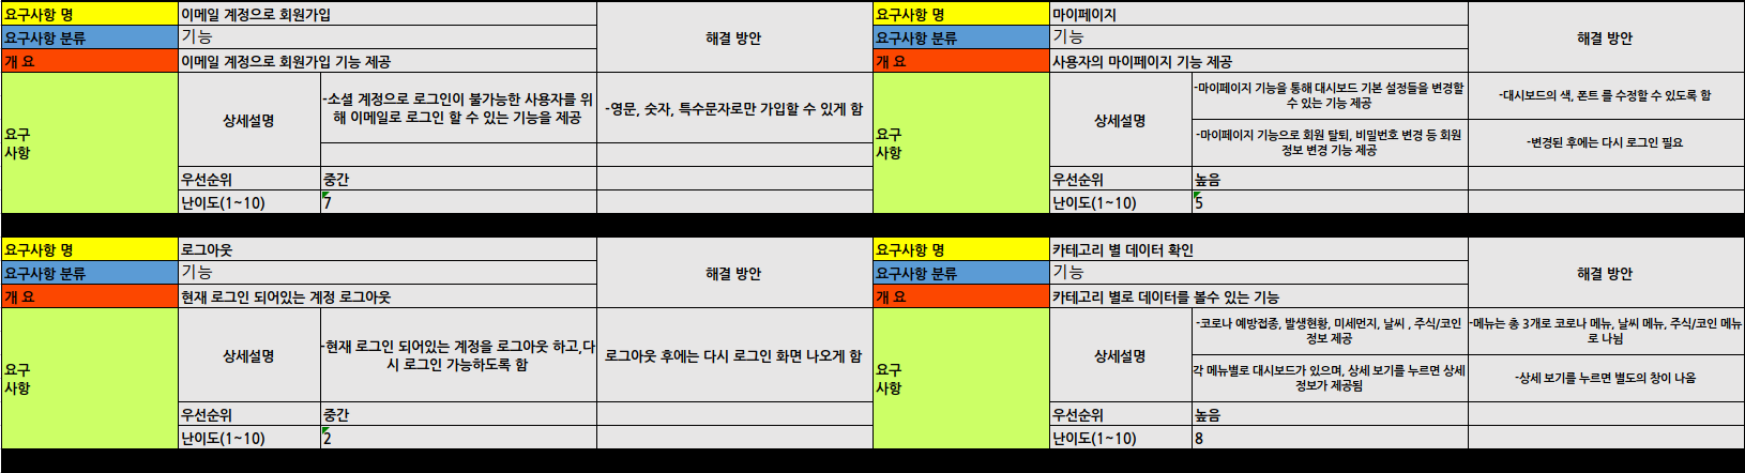 요구사항 명
이메일 계정으로 회원가입
해결 방안
요구사항 분류
기능
개 요
이메일 계정으로 회원가입 기능 제공
요구
사항
상세설명
-소셜 계정으로 로그인이 불가능한 사용자를 위
해 이메일로 로그인 할 수 있는 기능을 제공
-영문, 숫자, 특수문자로만 가입할 수 있게 함
우선순위
중간
난이도(1~10)
7
요구사항 명
마이페이지
해결 방안
요구사항 분류
기능
개 요
사용자의 마이페이지 기능 제공
요구
사항
상세설명
-마이페이지 기능을 통해 대시보드 기본 설정들을 변경할
수 있는 기능 제공
-대시보드의 색, 폰트 를 수정할 수 있도록 함
-마이페이지 기능으로 회원 탈퇴, 비밀번호 변경 등 회원
정보 변경 기능 제공
-변경된 후에는 다시 로그인 필요
우선순위
높음
난이도(1~10)
5
요구사항 명
로그아웃
해결 방안
요구사항 분류
기능
개 요
현재 로그인 되어있는 계정 로그아웃
요구
사항
상세설명
-현재 로그인 되어있는 계정을 로그아웃 하고,다
시 로그인 가능하도록 함
로그아웃 후에는 다시 로그인 화면 나오게 함
우선순위
중간
난이도(1~10)
2
요구사항 명
카테고리 별 데이터 확인
해결 방안
요구사항 분류
기능
개 요
카테고리 별로 데이터를 볼수 있는 기능
요구
사항
상세설명
-코로나 예방접종, 발생현황, 미세먼지, 날씨 , 주식/코인
정보 제공
-메뉴는 총 3개로 코로나 메뉴, 날씨 메뉴, 주식/코인 메뉴
로 나뉨
각 메뉴별로 대시보드가 있으며, 상세 보기를 누르면 상세
정보가 제공됨
-상세 보기를 누르면 별도의 창이 나옴
우선순위
높음
난이도(1~10)
8